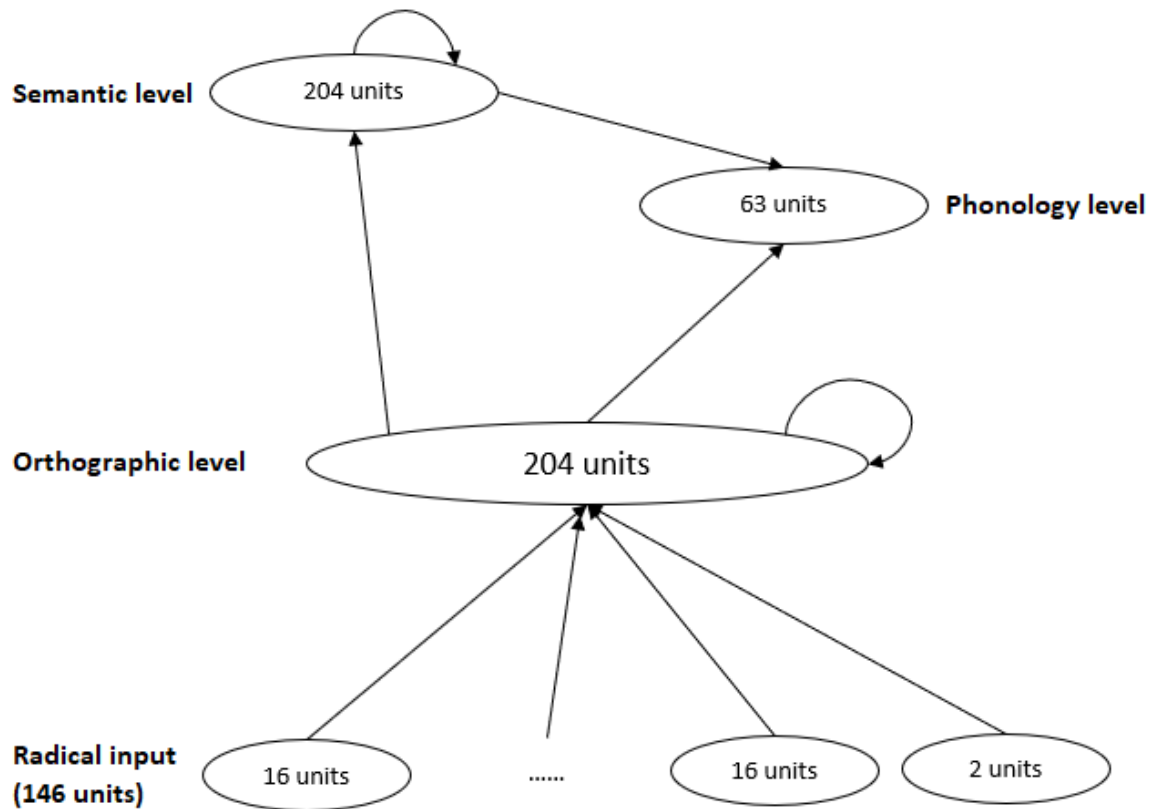 Semantic level
204 units
63 units
Phonology level
Orthographic level
204 units
Radical input
(146 units)
16 units
......
16 units
2 units